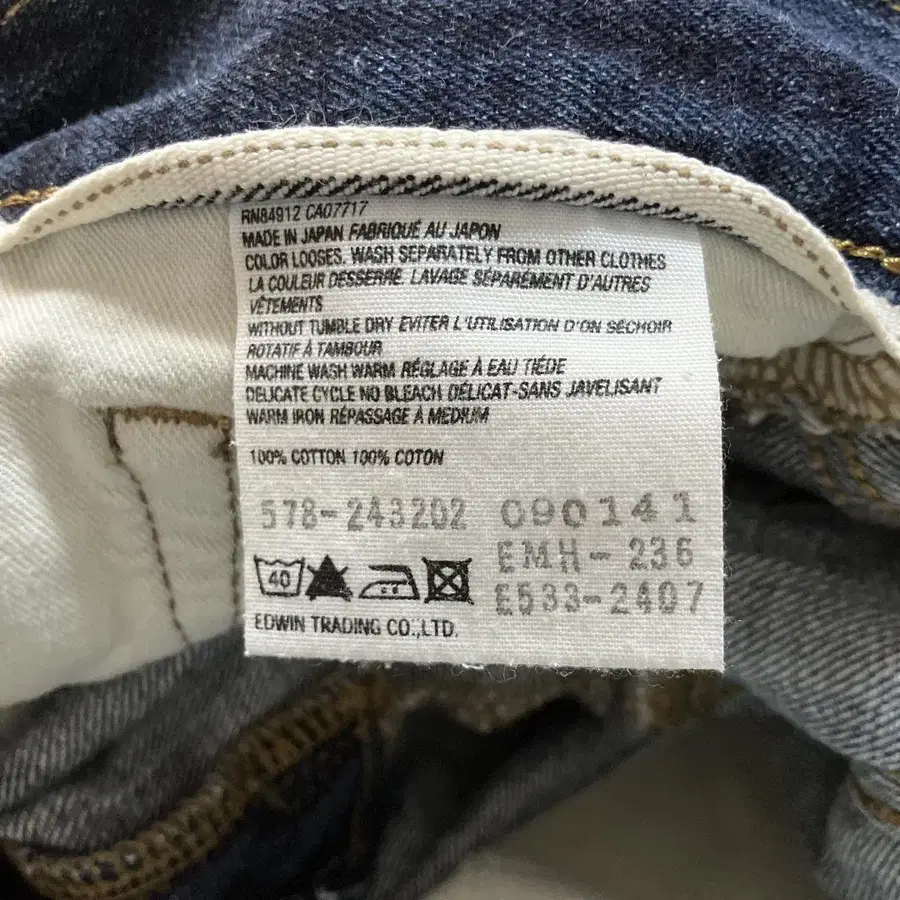 RN84912 CA07717
MADE IN JAPAN FABRIQUÉ AU JAPON
COLOR LOOSES. WASH SEPARATELY FROM OTHER CLOTHES
LA COULEUR DESSERRE. LAVAGE SÉPARÉMENT D'AUTRES
VÊTEMENTS
WITHOUT TUMBLE DRY EVITER L'UTILISATION D'ON SÉCHOIR
ROTATIF À TAMBOUR
MACHINE WASH WARM RÉGLAGE À EAU TIÉDE
DELICATE CYCLE NO BLEACH DÉLICAT-SANS JAVELISANT
WARM IRON RÉPASSAGE À MEDIUM
100% COTTON 100% COTON
578-243202 090141
EMH-236
40
E533-2407
EDWIN TRADING CO.,LTD.